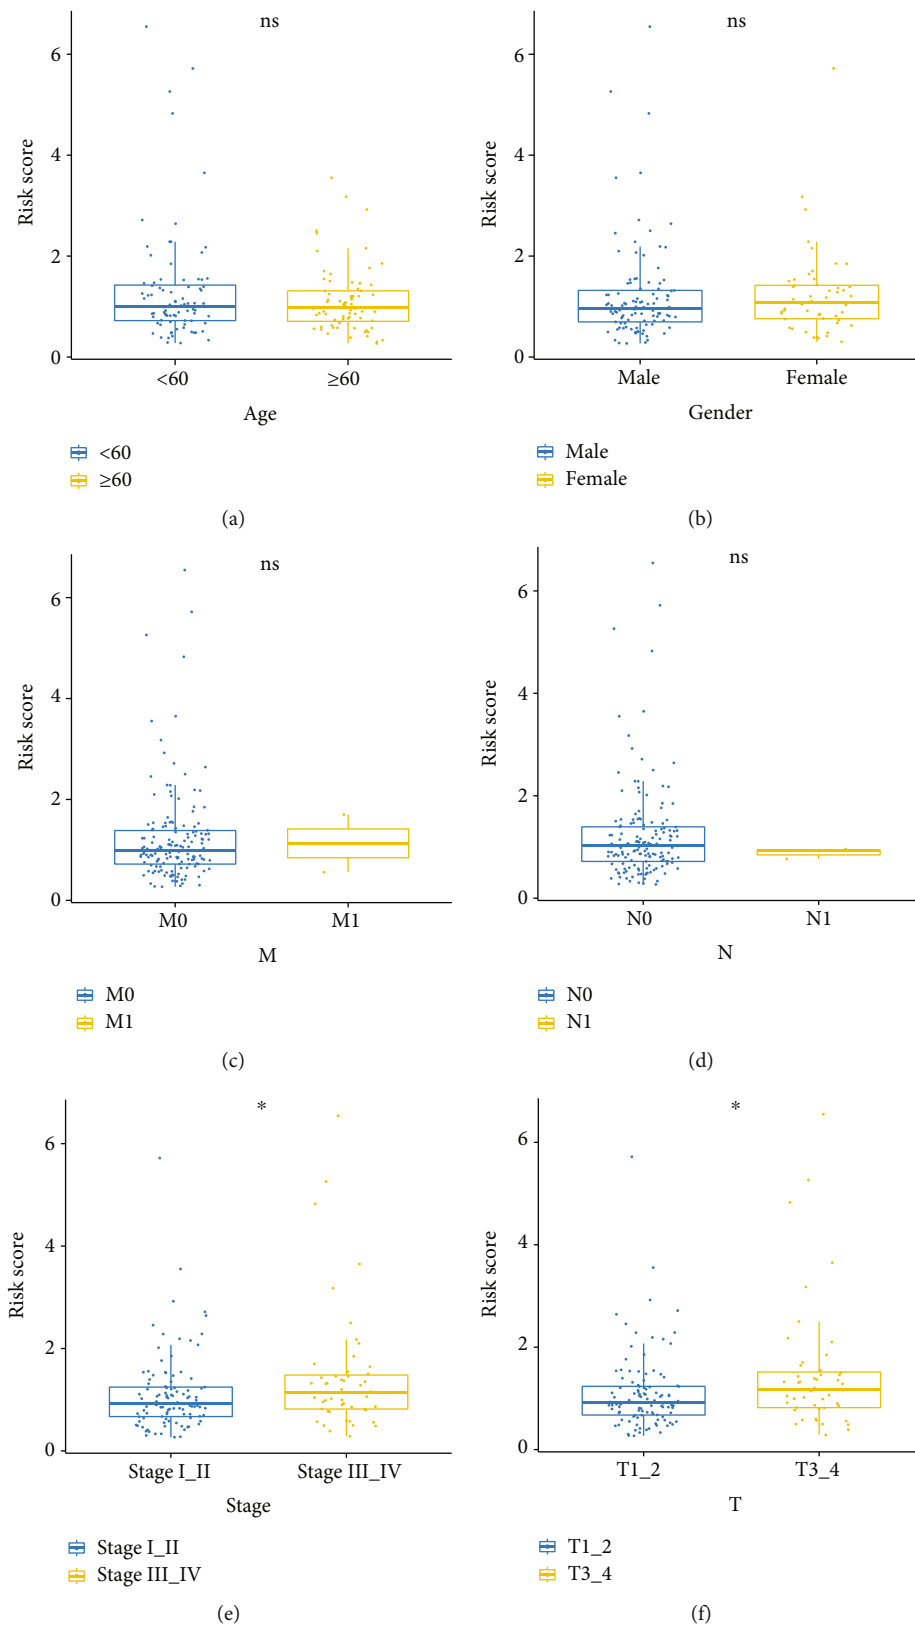 ns
6
4
2
0
Risk score
<60
≥60
Age
<60
≥60
(a)
ns
6
4
2
0
Risk score
Male
Female
Gender
Male
Female
(b)
ns
6
4
2
0
Risk score
M0
M1
M
M0
M1
(c)
ns
6
4
2
0
Risk score
N0
N1
N
N0
N1
(d)
*
6
4
2
0
Risk score
Stage I_II
Stage III_IV
Stage
Stage I_II
Stage III_IV
(e)
*
6
4
2
0
Risk score
T1_2
T3_4
T
T1_2
T3_4
(f)